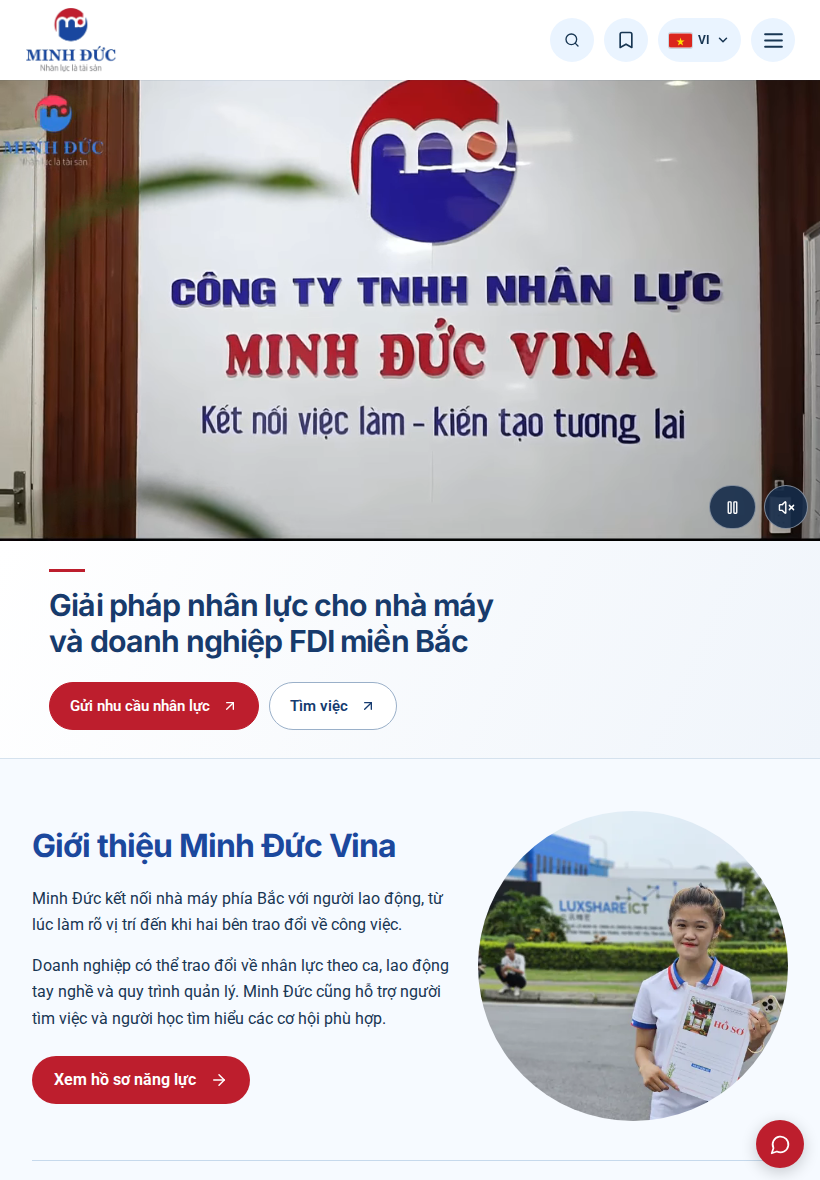 MINH ĐỨC
Nhân lực là tài sản
VI
MINH ĐỨC
Nhân lực là tài sản
md
CÔNG TY TNHH NHÂN LỰC
MINH ĐỨC VINA
Kết nối việc làm - kiến tạo tương lai
Giải pháp nhân lực cho nhà máy
và doanh nghiệp FDI miền Bắc
Gửi nhu cầu nhân lực
Tìm việc
Giới thiệu Minh Đức Vina
Minh Đức kết nối nhà máy phía Bắc với người lao động, từ
lúc làm rõ vị trí đến khi hai bên trao đổi về công việc.
Doanh nghiệp có thể trao đổi về nhân lực theo ca, lao động
tay nghề và quy trình quản lý. Minh Đức cũng hỗ trợ người
tìm việc và người học tìm hiểu các cơ hội phù hợp.
LUXSHARE ICT
HỒ SƠ
Xem hồ sơ năng lực